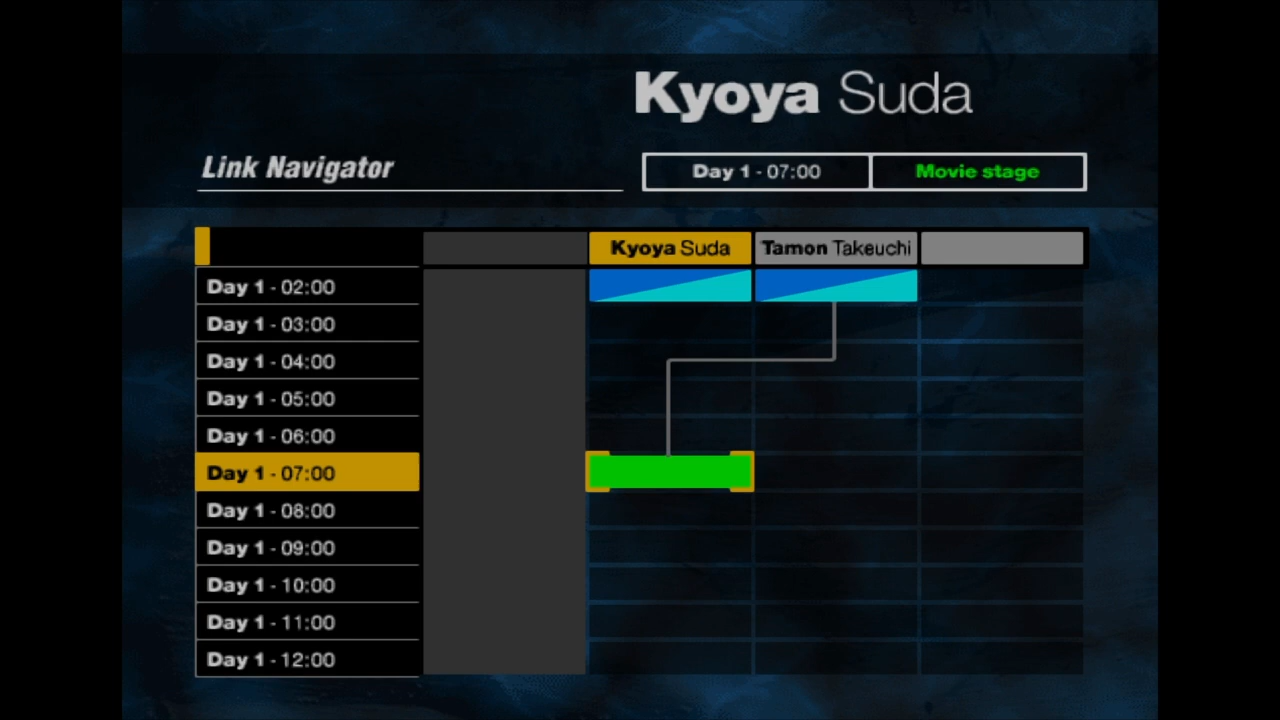 Kyoya Suda
Link Navigator
Day 1 - 07:00 Movie stage
Kyoya Suda Tamon Takeuchi
Day 1 - 02:00
Day 1 - 03:00
Day 1 - 04:00
Day 1 - 05:00
Day 1 - 06:00
Day 1 - 07:00
Day 1 - 08:00
Day 1 - 09:00
Day 1 - 10:00
Day 1 - 11:00
Day 1 - 12:00